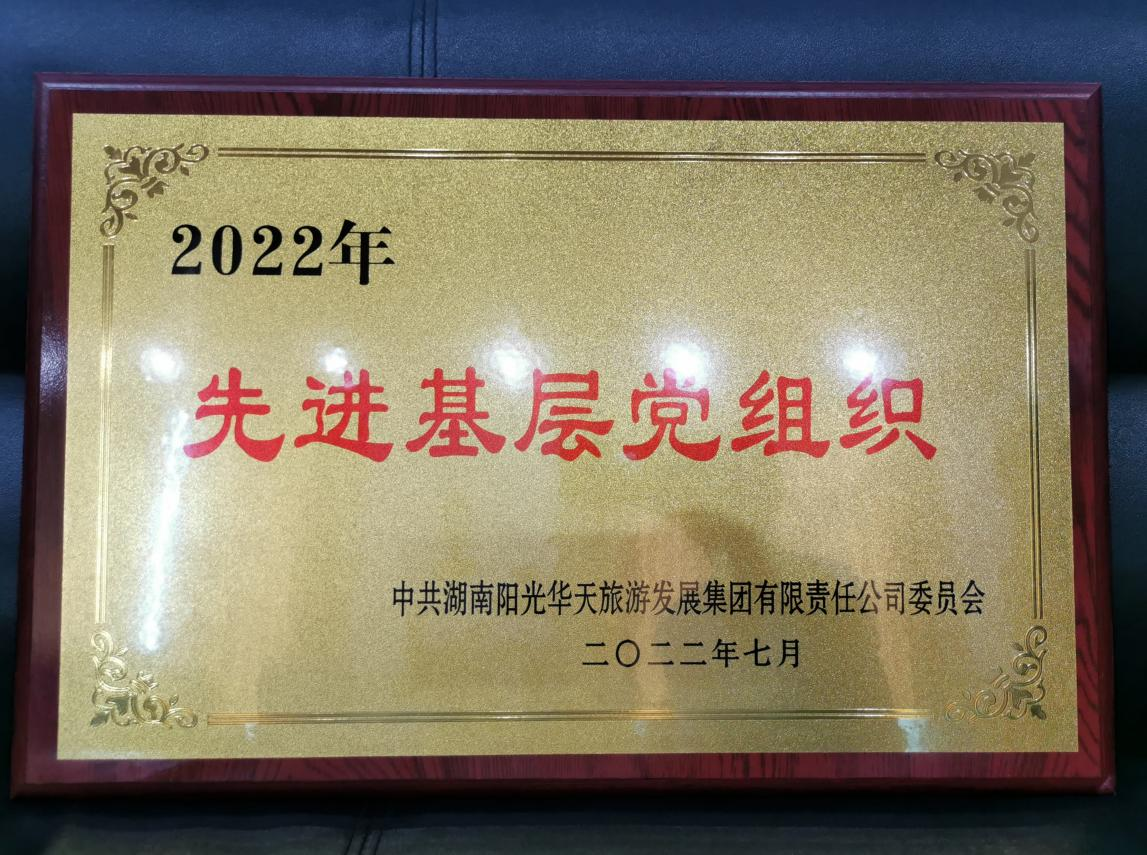 2022年
先进基层党组织
中共湖南阳光华天旅游发展集团有限责任公司委员会
二〇二二年七月